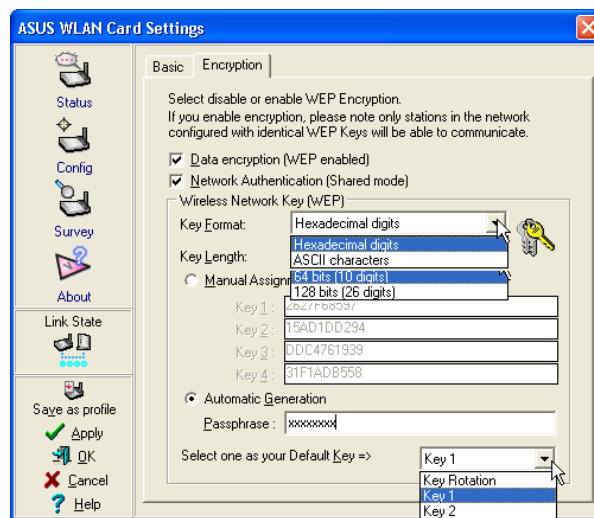 ASUS WLAN Card Settings
Status
Config
Survey
About
Link State
Save as profile
Apply
OK
Cancel
Help
Basic
Encryption
Select disable or enable WEP Encryption.
If you enable encryption, please note only stations in the network
configured with identical WEP Keys will be able to communicate.
Data encryption (WEP enabled)
Network Authentication (Shared mode)
Wireless Network Key (WEP)
Key Format: Hexadecimal digits
Hexadecimal digits
ASCII characters
Key Length: 64 bits (10 digits)
128 bits (26 digits)
Manual Assign
Key 1 : 2627F68597
Key 2 : 15AD1DD294
Key 3 : DDC4761939
Key 4 : 31F1ADB558
Automatic Generation
Passphrase : xxxxxxxx
Select one as your Default Key => Key 1
Key Rotation
Key 1
Key 2